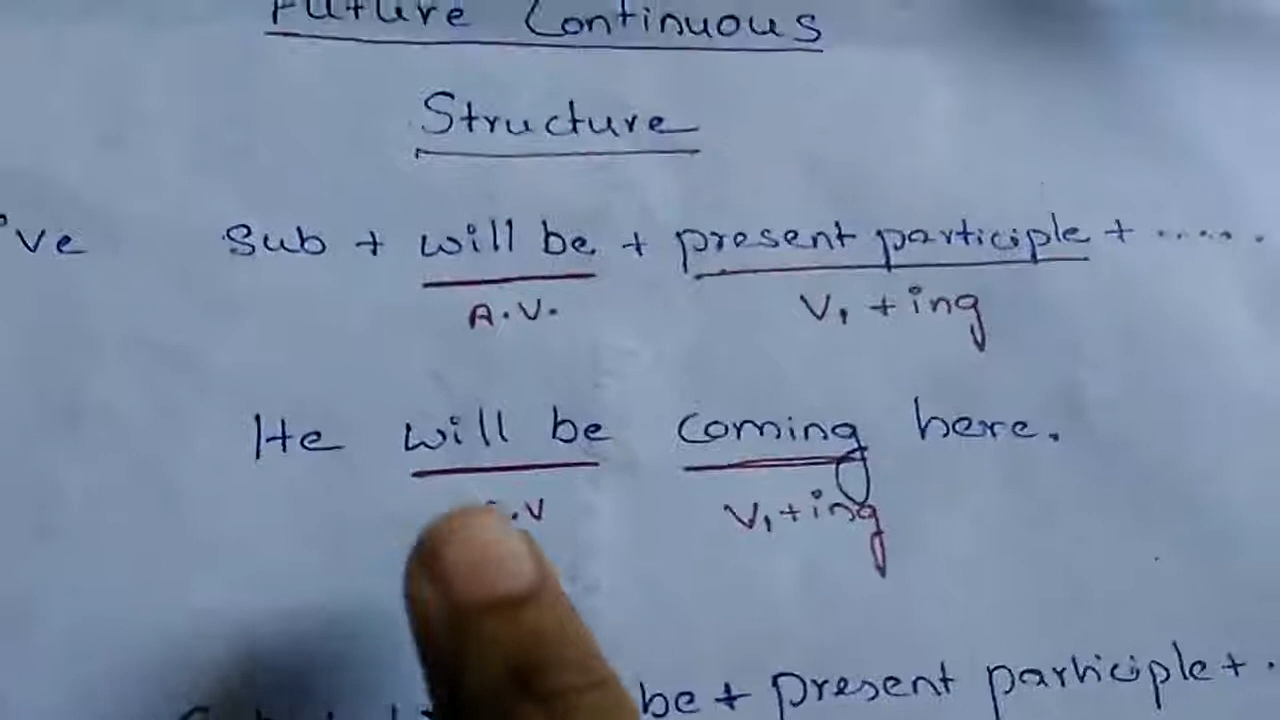 Future Continuous
Structure
ve Sub + will be + present participle + .....
A.V. V1 + ing
He will be coming here.
.V V1+ing
be + present participle + .